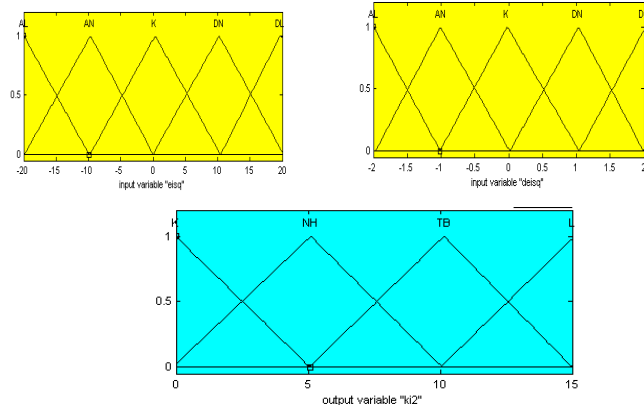 AL AN K DN DL
1
0.5
0
-20 -15 -10 -5 0 5 10 15 20
input variable "eisq"
AL AN K DN
1
0.5
0
-2 -1.5 -1 -0.5 0 0.5 1 1.5 2
input variable "deisq"
K NH TB L
1
0.5
0
0 5 10 15
output variable "ki2"